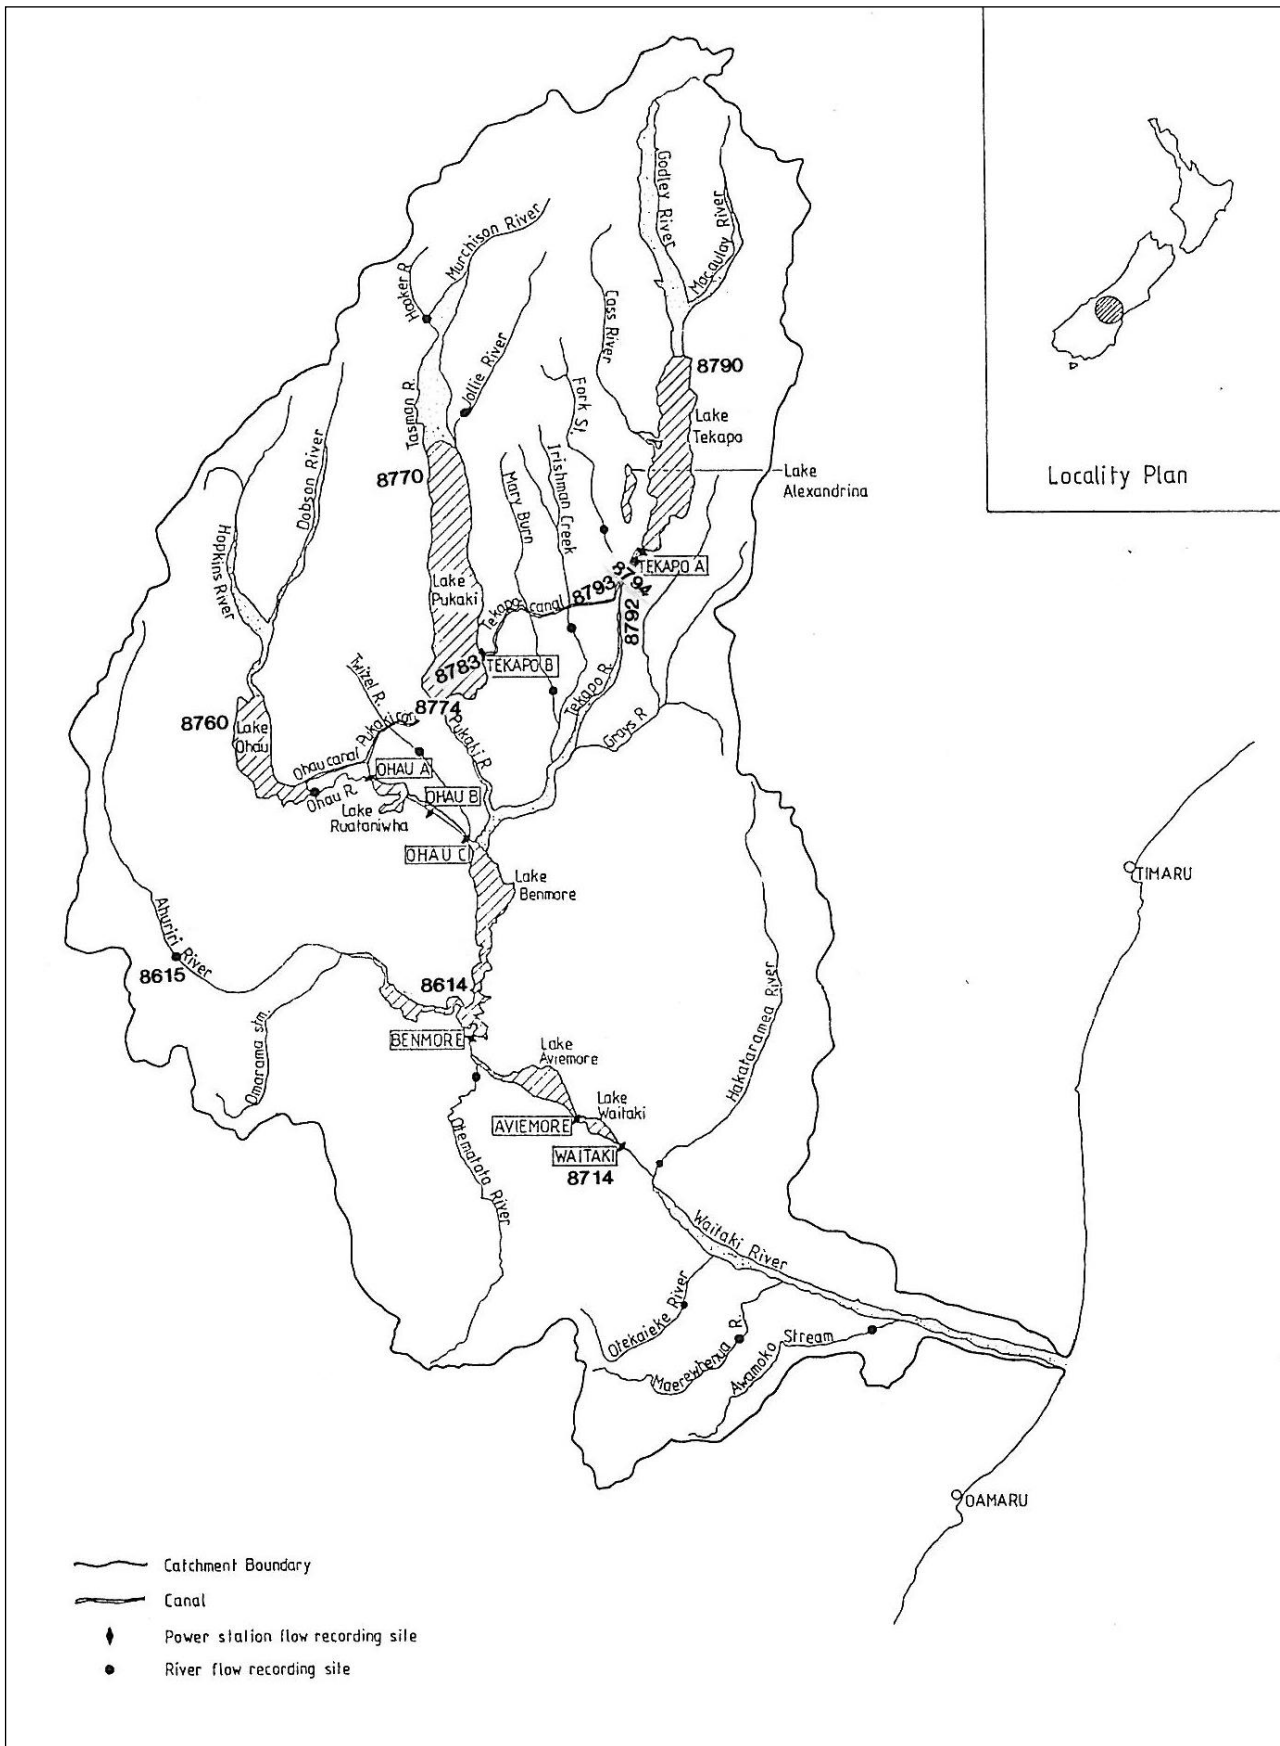 Locality Plan
Godley River
Macaulay River
Murchison River
Hooker R
Cass River
Jollie River
8790
Tasman R.
Fork St.
Lake
Tekapo
Dobson River
Irishman Creek
8770
Mary Burn
Lake
Alexandrina
Hopkins River
TEKAPO A
8794
Lake
Pukaki
8793
Tekapo canal
8792
8783
TEKAPO B
Twizel R.
Tekapo R.
8774
8760
Lake
Ohau
Pukaki can
Pukaki R
Grays R
Ohau canal
OHAU A
Ohau R.
OHAU B
Lake
Ruataniwha
OHAU C
Lake
Benmore
TIMARU
Ahuriri River
8615
8614
Hakataramea River
Omarama stm.
BENMORE
Lake
Aviemore
Lake
Waitaki
AVIEMORE
WAITAKI
8714
Otematata River
Waitaki River
Otekaieke River
Maerewhenua R.
Awamoko Stream
OAMARU
Catchment Boundary
Canal
Power station flow recording site
River flow recording site